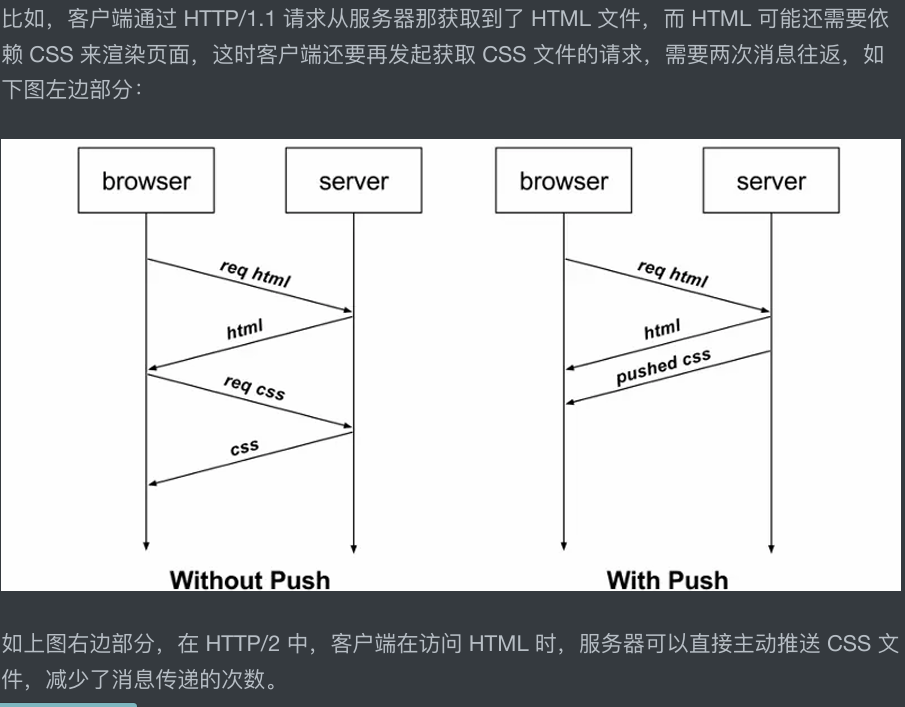 比如，客户端通过 HTTP/1.1 请求从服务器那获取到了 HTML 文件，而 HTML 可能还需要依
赖 CSS 来渲染页面，这时客户端还要再发起获取 CSS 文件的请求，需要两次消息往返，如
下图左边部分：
browser server browser server
req html req html
html html
pushed css
req css
css
Without Push With Push
如上图右边部分，在 HTTP/2 中，客户端在访问 HTML 时，服务器可以直接主动推送 CSS 文
件，减少了消息传递的次数。